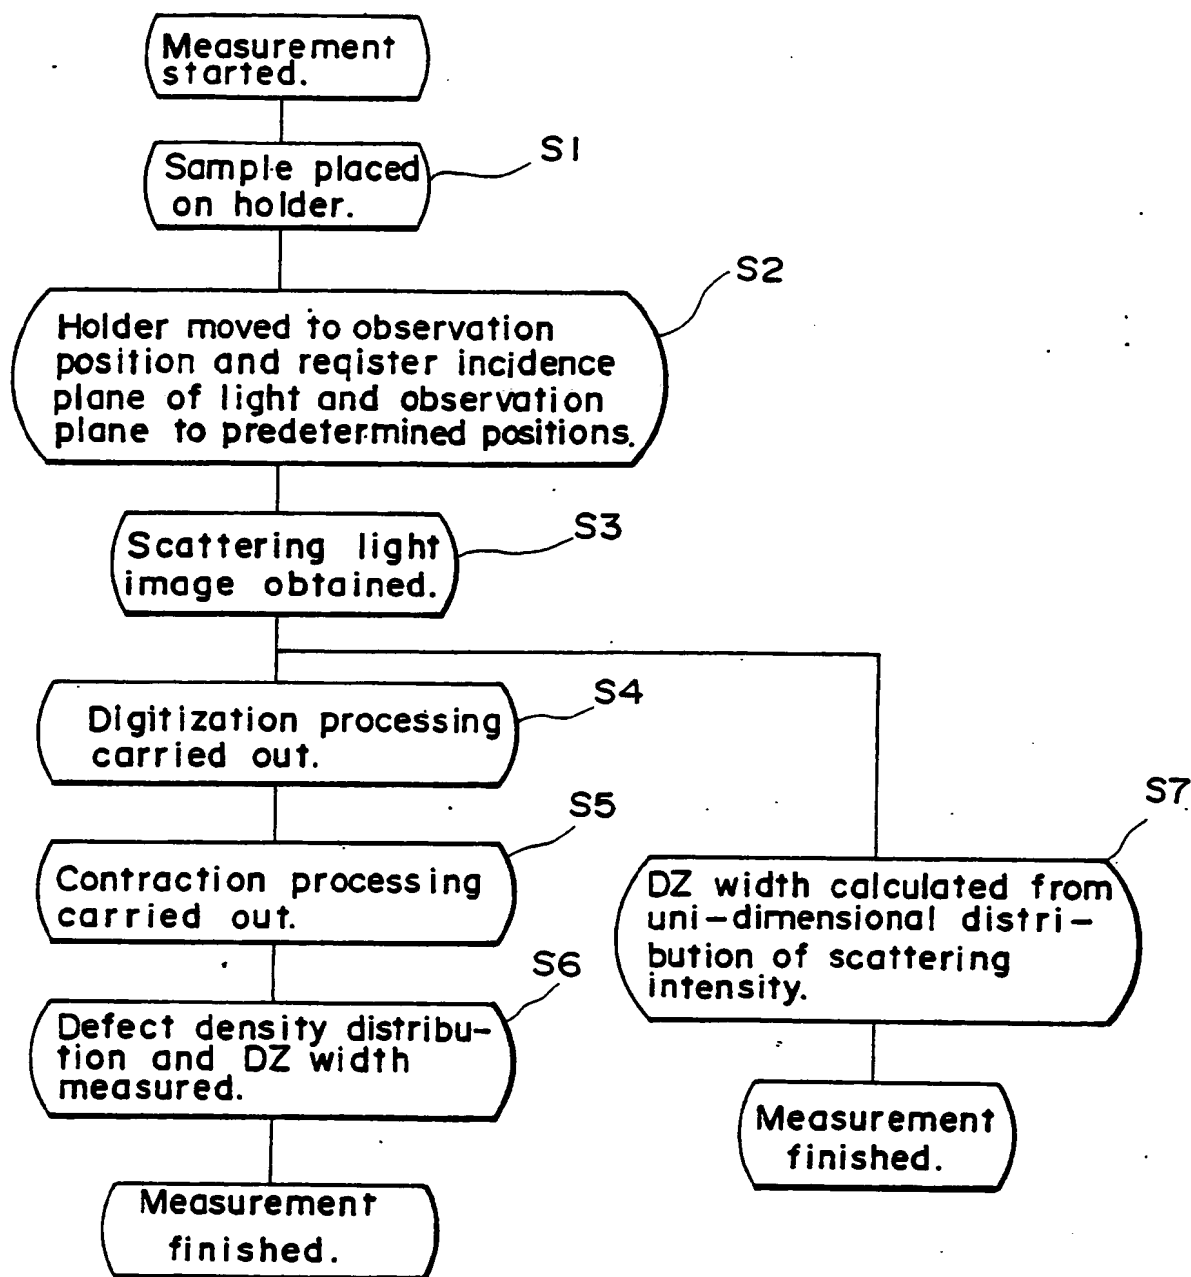 Measurement
started.
S1
Sample placed
on holder.
S2
Holder moved to observation
position and reqister incidence
plane of light and observation
plane to predetermined positions.
S3
Scattering light
image obtained.
S4
Digitization processing
carried out.
S5
Contraction processing
carried out.
S6
Defect density distribu-
tion and DZ width
measured.
Measurement
finished.
S7
DZ width calculated from
uni-dimensional distri-
bution of scattering
intensity.
Measurement
finished.